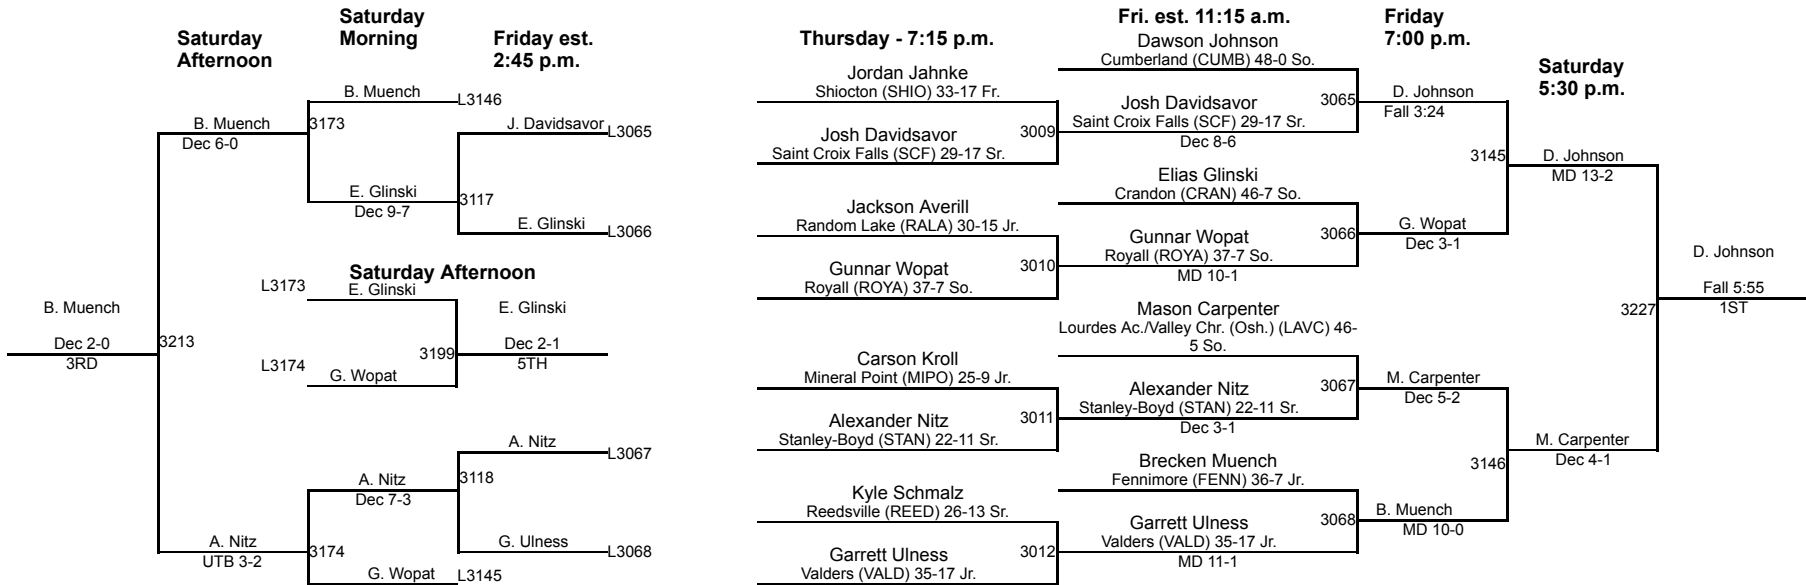 Saturday
Afternoon
Saturday
Morning
Friday est.
2:45 p.m.
B. Muench
L3146
B. Muench
3173
J. Davidsavor
L3065
Dec 6-0
E. Glinski
3117
Dec 9-7
E. Glinski
L3066
Saturday Afternoon
L3173
E. Glinski
B. Muench
E. Glinski
Dec 2-0
3213
3199
Dec 2-1
3RD
L3174
5TH
G. Wopat
A. Nitz
L3067
A. Nitz
3118
Dec 7-3
A. Nitz
3174
G. Ulness
L3068
UTB 3-2
G. Wopat
L3145
Thursday - 7:15 p.m.
Jordan Jahnke
Shiocton (SHIO) 33-17 Fr.
Josh Davidsavor
3009
Saint Croix Falls (SCF) 29-17 Sr.
Jackson Averill
Random Lake (RALA) 30-15 Jr.
Gunnar Wopat
3010
Royall (ROYA) 37-7 So.
Carson Kroll
Mineral Point (MIPO) 25-9 Jr.
Alexander Nitz
3011
Stanley-Boyd (STAN) 22-11 Sr.
Kyle Schmalz
Reedsville (REED) 26-13 Sr.
Garrett Ulness
3012
Valders (VALD) 35-17 Jr.
Fri. est. 11:15 a.m.
Dawson Johnson
Cumberland (CUMB) 48-0 So.
Josh Davidsavor
3065
Saint Croix Falls (SCF) 29-17 Sr.
Dec 8-6
Elias Glinski
Crandon (CRAN) 46-7 So.
Gunnar Wopat
3066
Royall (ROYA) 37-7 So.
MD 10-1
Mason Carpenter
Lourdes Ac./Valley Chr. (Osh.) (LAVC) 46-
5 So.
Alexander Nitz
3067
Stanley-Boyd (STAN) 22-11 Sr.
Dec 3-1
Brecken Muench
Fennimore (FENN) 36-7 Jr.
Garrett Ulness
3068
Valders (VALD) 35-17 Jr.
MD 11-1
Friday
7:00 p.m.
D. Johnson
Fall 3:24
3145
G. Wopat
Dec 3-1
M. Carpenter
Dec 5-2
3146
B. Muench
MD 10-0
Saturday
5:30 p.m.
D. Johnson
MD 13-2
3227
M. Carpenter
Dec 4-1
D. Johnson
Fall 5:55
1ST